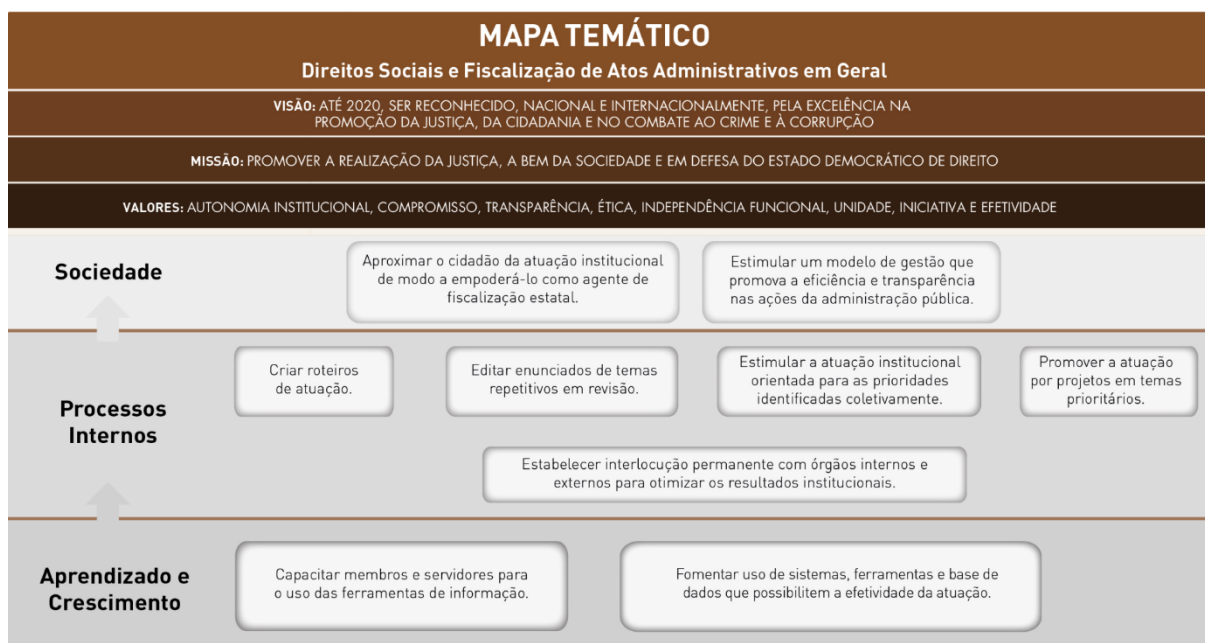 MAPA TEMÁTICO
Direitos Sociais e Fiscalização de Atos Administrativos em Geral
VISÃO: ATÉ 2020, SER RECONHECIDO, NACIONAL E INTERNACIONALMENTE, PELA EXCELÊNCIA NA
PROMOÇÃO DA JUSTIÇA, DA CIDADANIA E NO COMBATE AO CRIME E À CORRUPÇÃO
MISSÃO: PROMOVER A REALIZAÇÃO DA JUSTIÇA, A BEM DA SOCIEDADE E EM DEFESA DO ESTADO DEMOCRÁTICO DE DIREITO
VALORES: AUTONOMIA INSTITUCIONAL, COMPROMISSO, TRANSPARÊNCIA, ÉTICA, INDEPENDÊNCIA FUNCIONAL, UNIDADE, INICIATIVA E EFETIVIDADE
Sociedade
Aproximar o cidadão da atuação institucional
de modo a empoderá-lo como agente de
fiscalização estatal.
Estimular um modelo de gestão que
promova a eficiência e transparência
nas ações da administração pública.
Processos
Internos
Criar roteiros
de atuação.
Editar enunciados de temas
repetitivos em revisão.
Estimular a atuação institucional
orientada para as prioridades
identificadas coletivamente.
Promover a atuação
por projetos em temas
prioritários.
Estabelecer interlocução permanente com órgãos internos e
externos para otimizar os resultados institucionais.
Aprendizado e
Crescimento
Capacitar membros e servidores para
o uso das ferramentas de informação.
Fomentar uso de sistemas, ferramentas e base de
dados que possibilitem a efetividade da atuação.